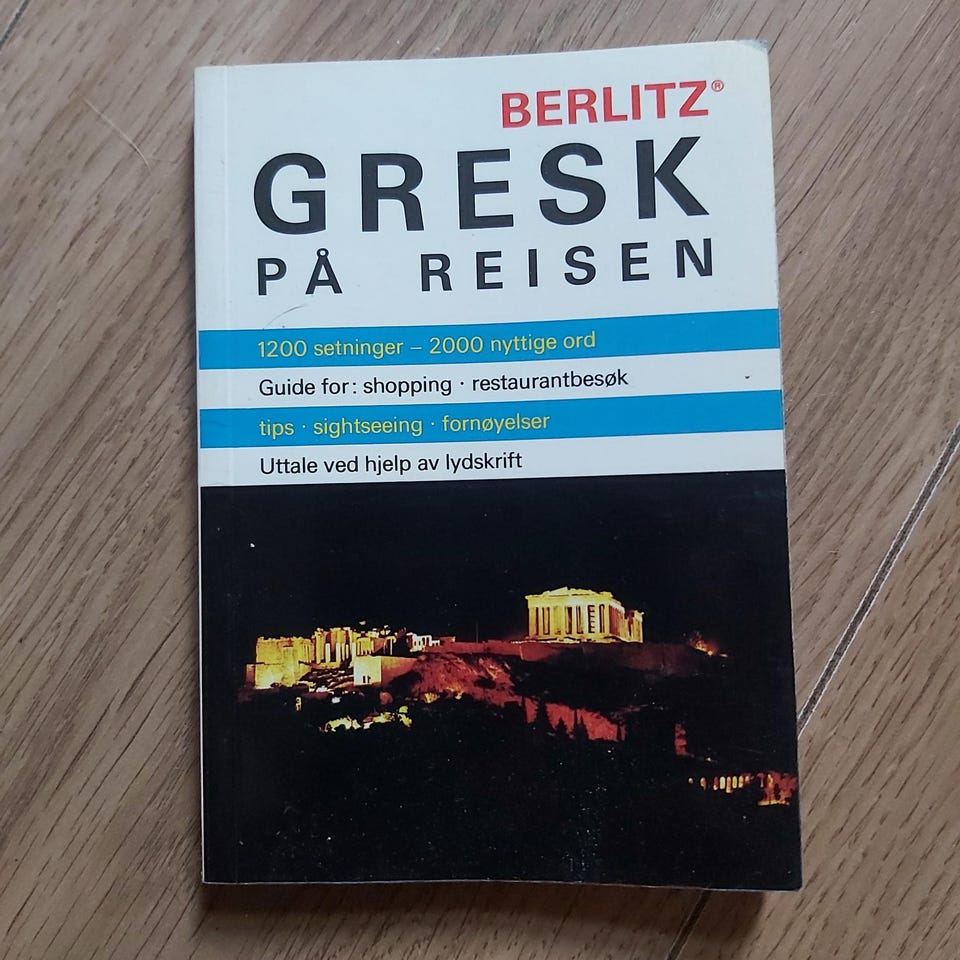 BERLITZ®
GRESK
PÅ REISEN
1200 setninger – 2000 nyttige ord
Guide for: shopping · restaurantbesøk
tips · sightseeing · fornøyelser
Uttale ved hjelp av lydskrift